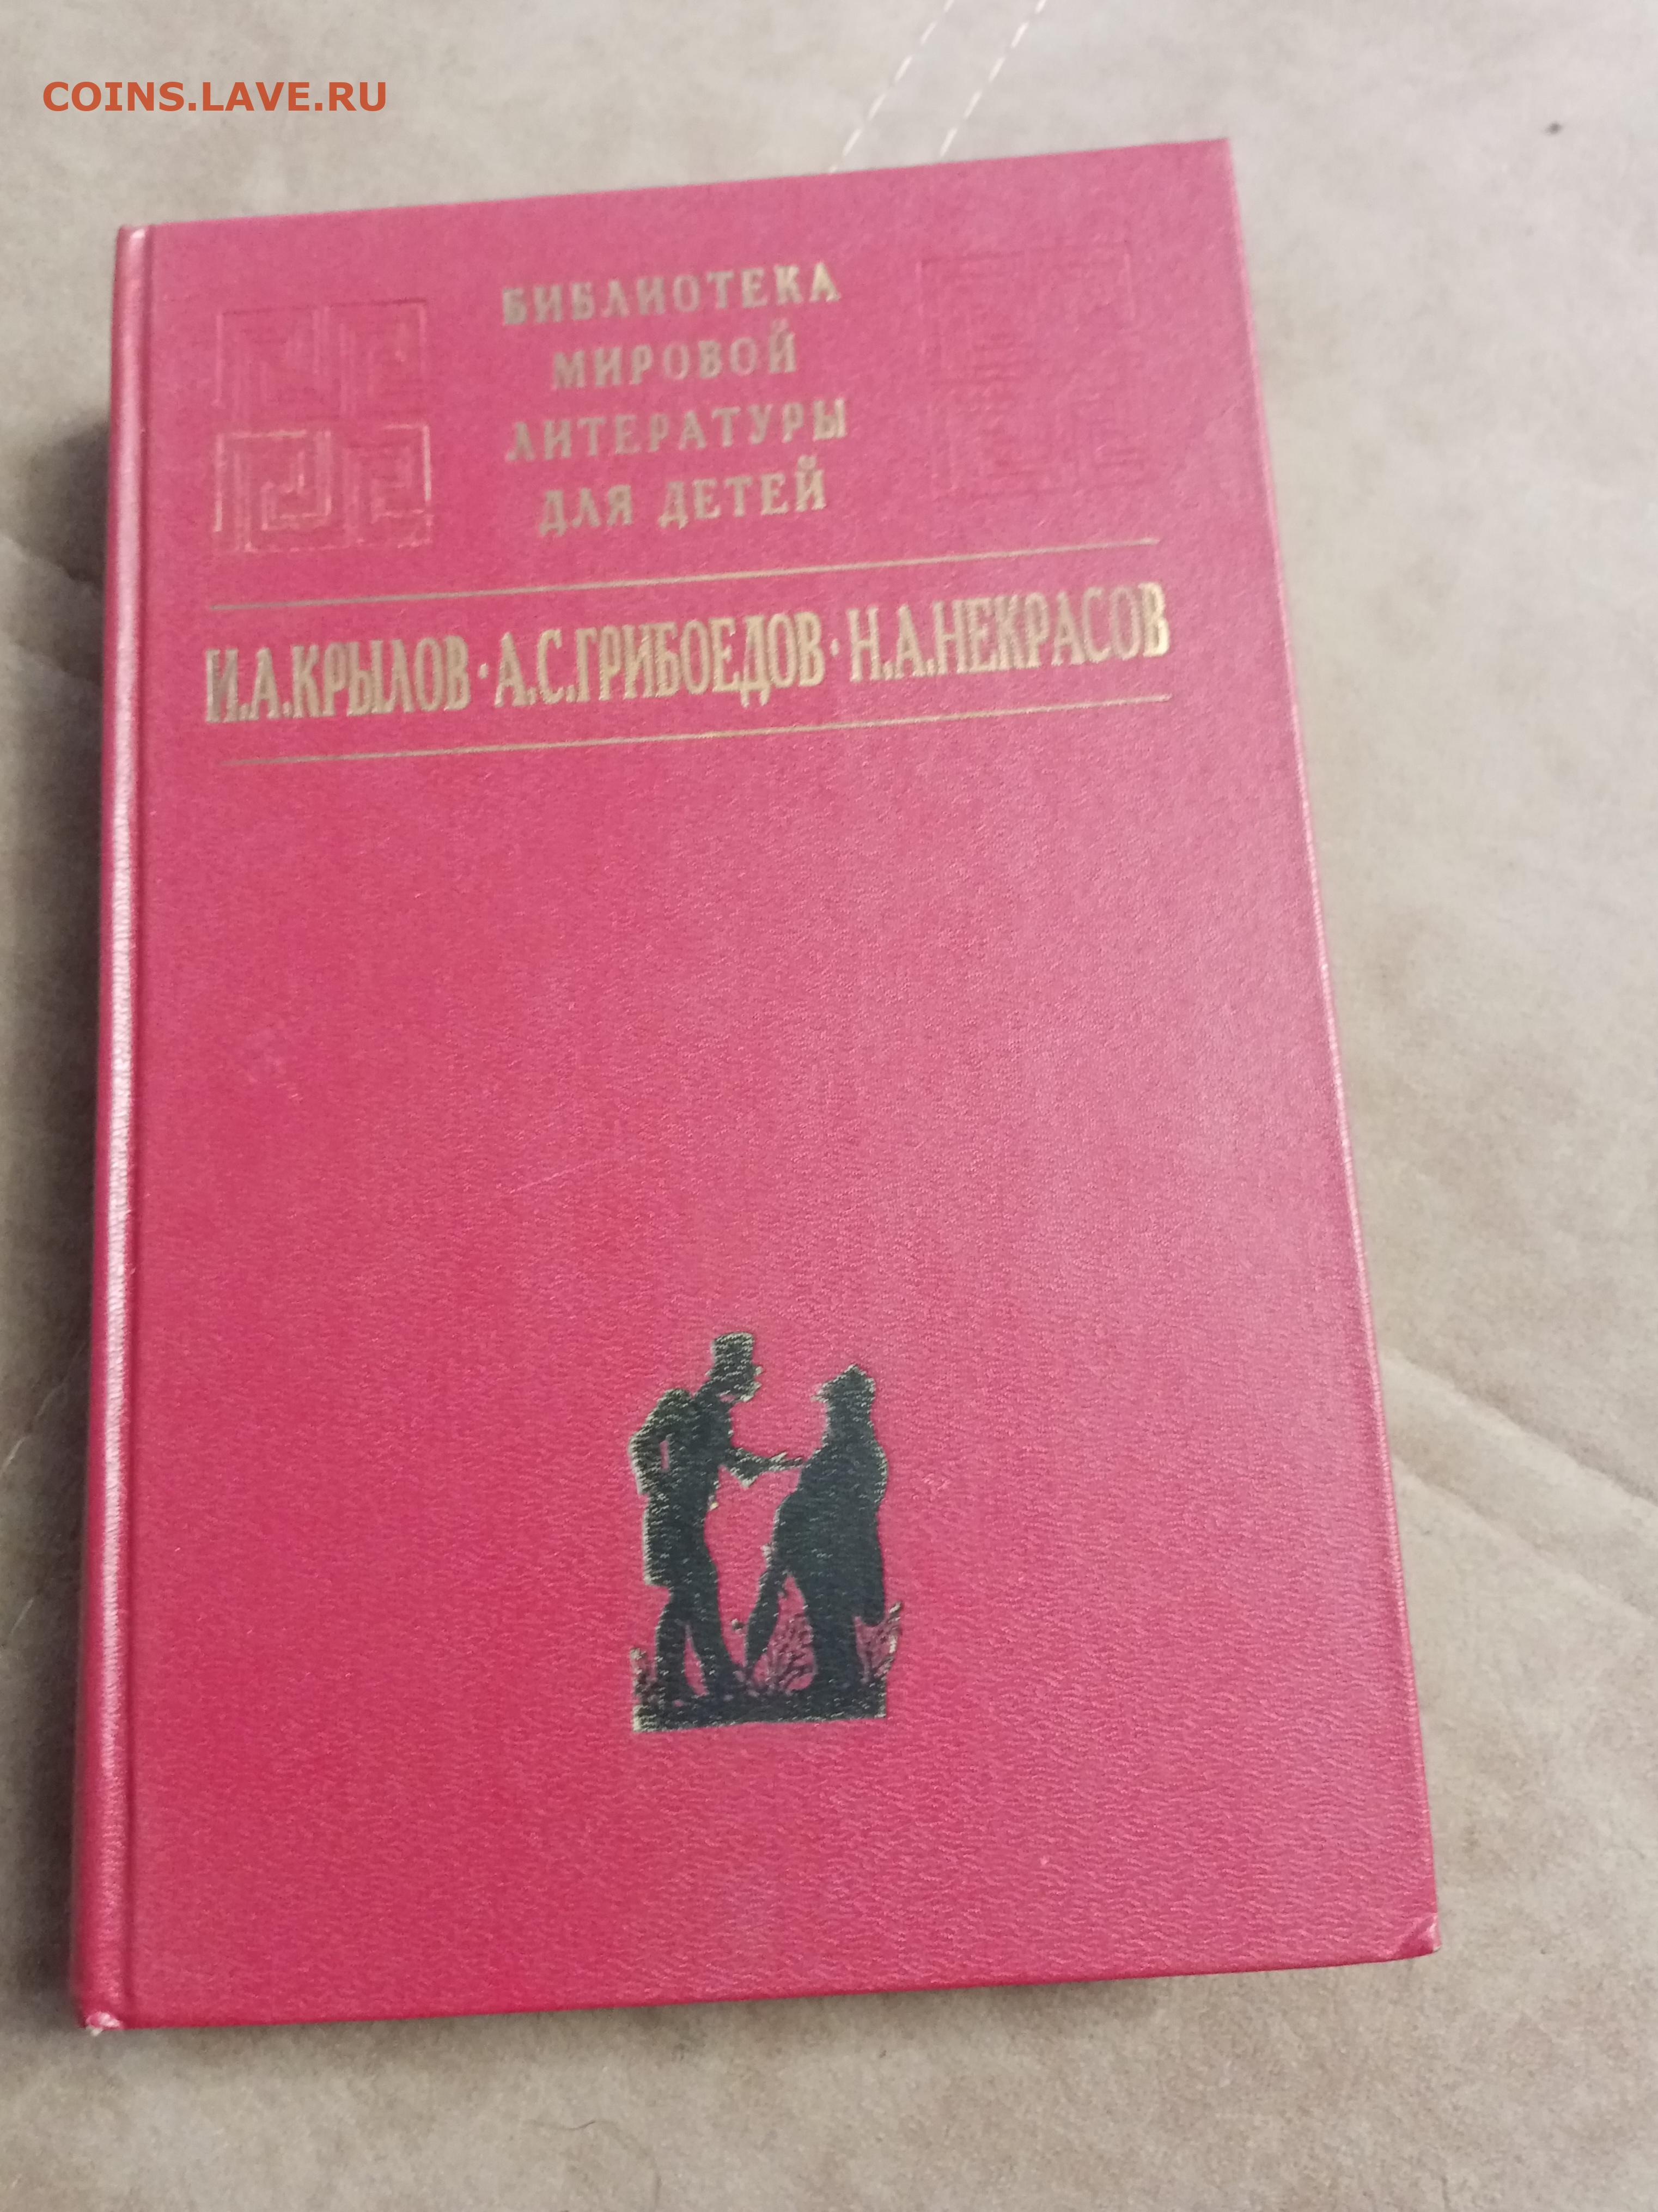 COINS.LAVE.RU
БИБЛИОТЕКА
МИРОВОЙ
ЛИТЕРАТУРЫ
ДЛЯ ДЕТЕЙ
И.А.КРЫЛОВ·А.С.ГРИБОЕДОВ·Н.А.НЕКРАСОВ